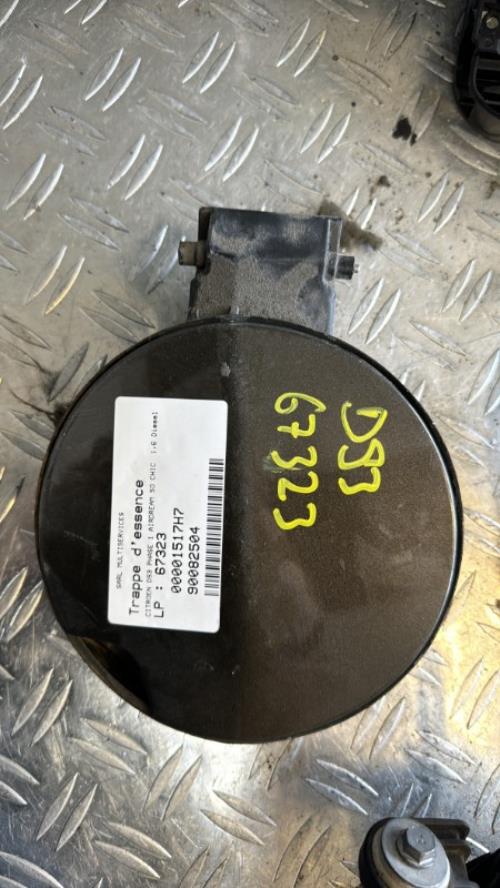 SARL MULTISERVICES
Trappe d'essence
CITROEN DS3 PHASE 1 AIRDREAM SO CHIC 1.6 Diesel
LP : 67323
00001517H7
90082504
DS3
67323